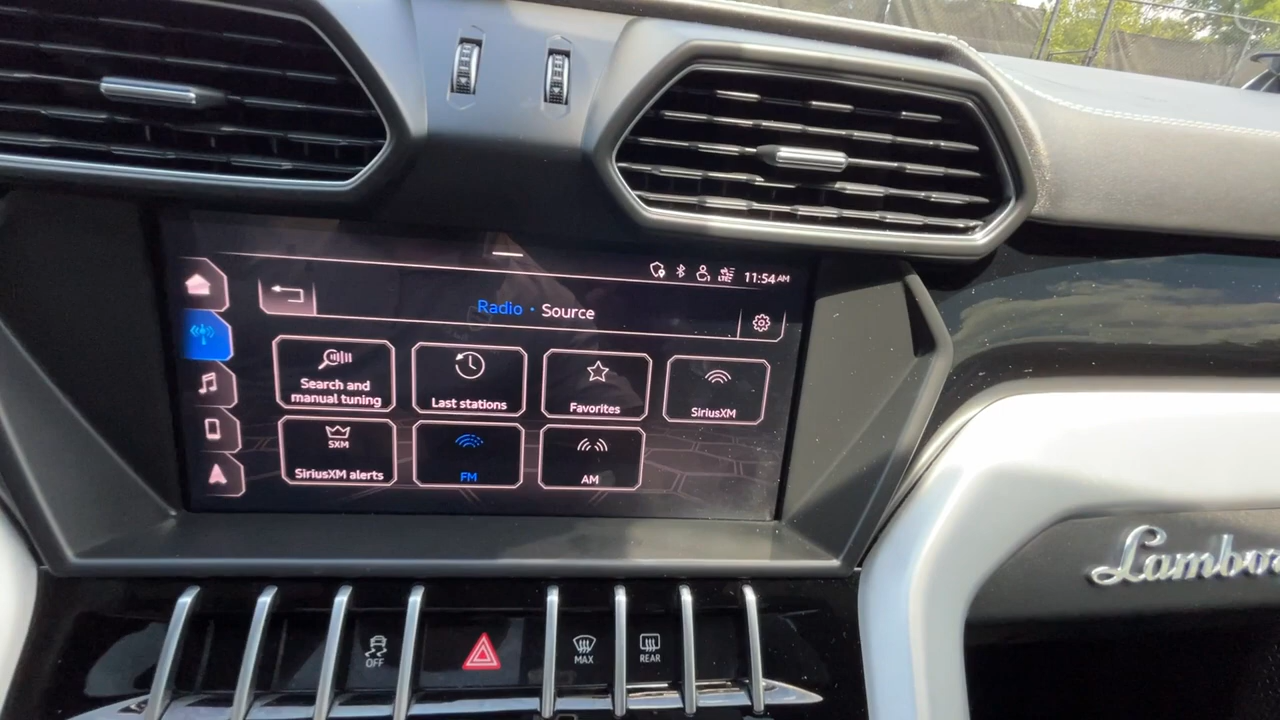 11:54 AM
Radio · Source
Search and
manual tuning
Last stations
Favorites
SiriusXM
SXM
SiriusXM alerts
FM
AM
OFF
MAX
REAR